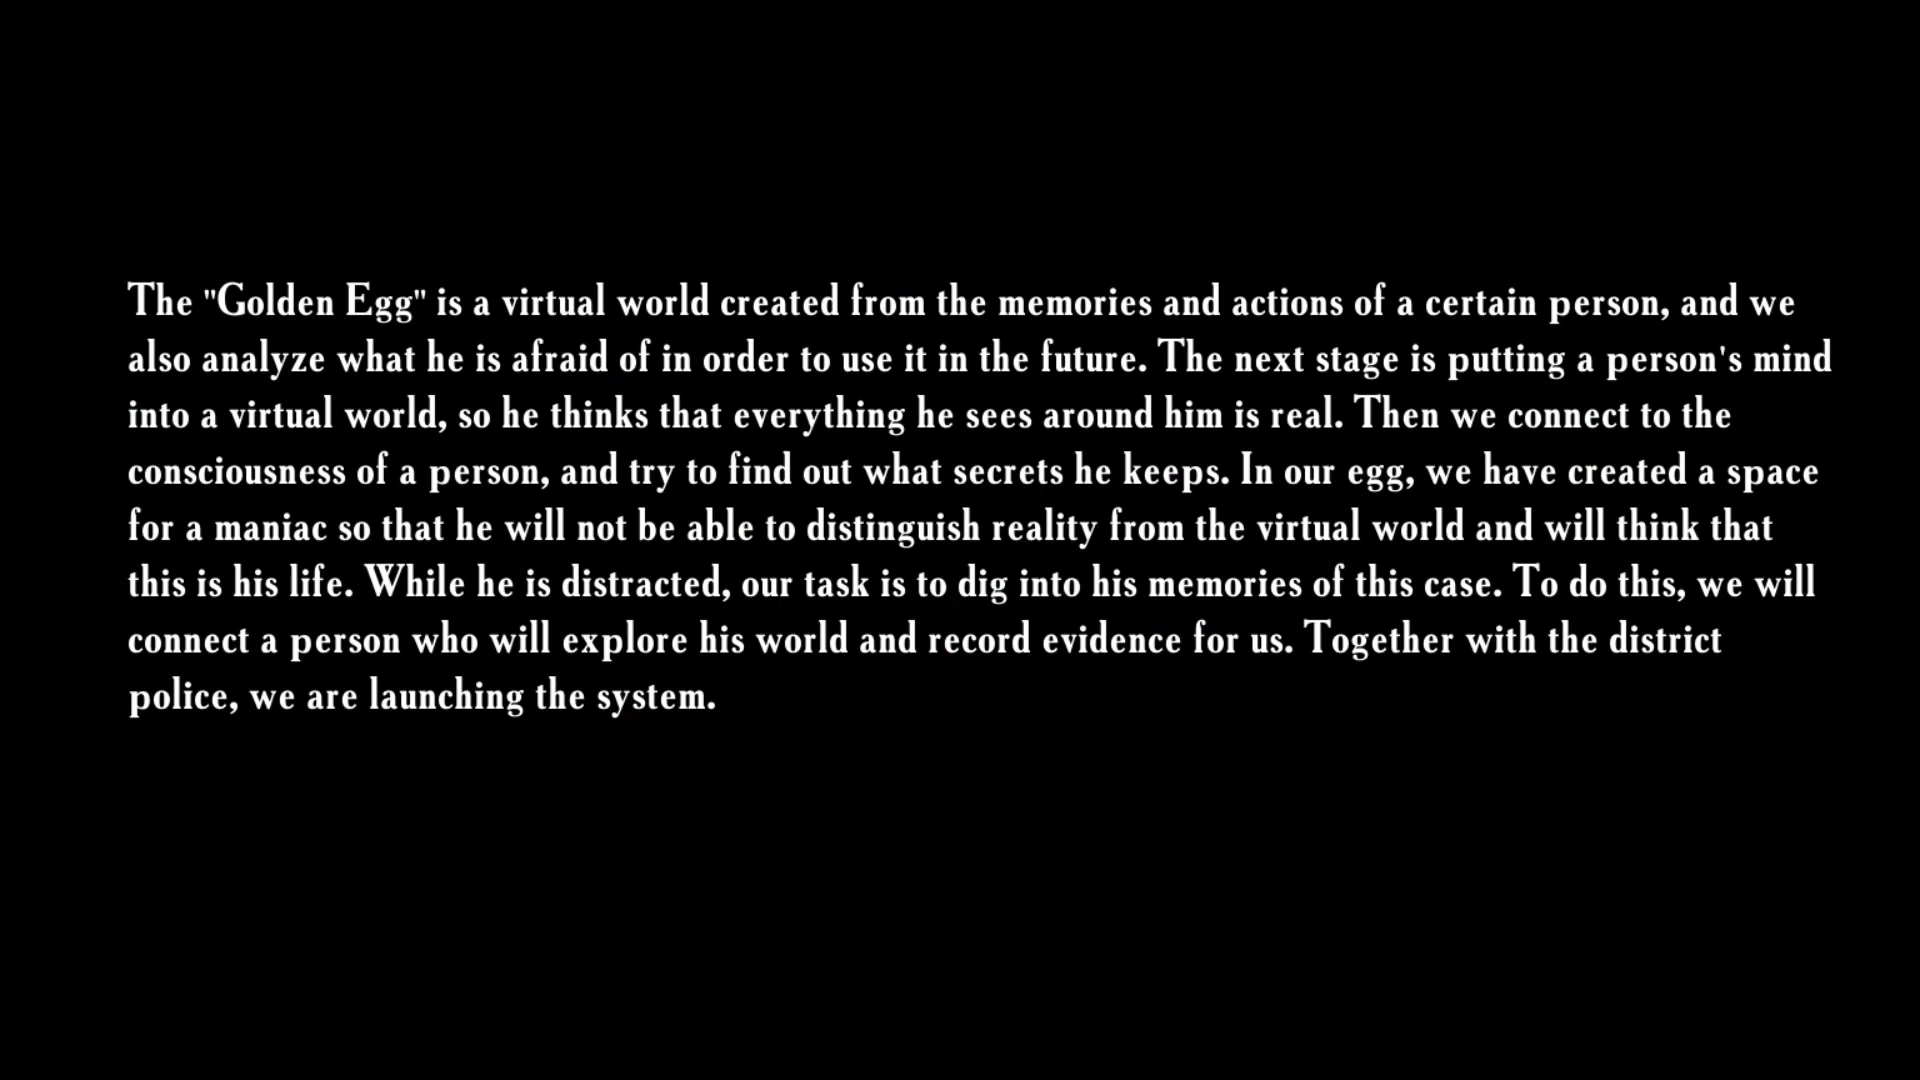 The "Golden Egg" is a virtual world created from the memories and actions of a certain person, and we
also analyze what he is afraid of in order to use it in the future. The next stage is putting a person's mind
into a virtual world, so he thinks that everything he sees around him is real. Then we connect to the
consciousness of a person, and try to find out what secrets he keeps. In our egg, we have created a space
for a maniac so that he will not be able to distinguish reality from the virtual world and will think that
this is his life. While he is distracted, our task is to dig into his memories of this case. To do this, we will
connect a person who will explore his world and record evidence for us. Together with the district
police, we are launching the system.